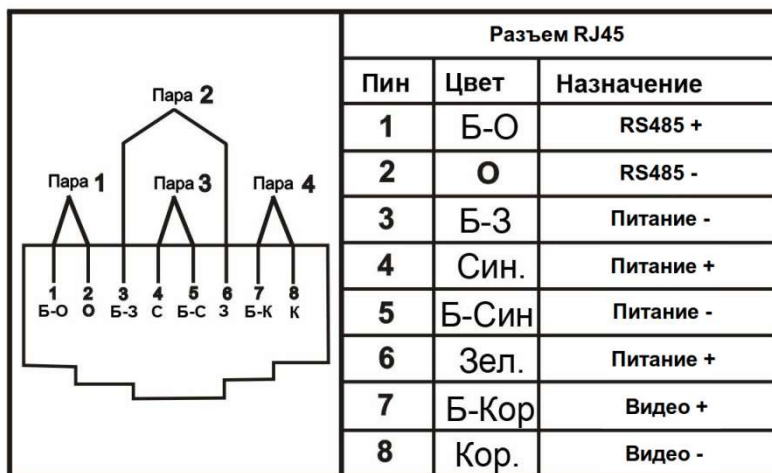 Пара 2
Пара 1
Пара 3
Пара 4
1 2 3 4 5 6 7 8
Б-О О Б-З С Б-С З Б-К К
Разъем RJ45
Пин Цвет Назначение
1 Б-О RS485 +
2 О RS485 -
3 Б-З Питание -
4 Син. Питание +
5 Б-Син Питание -
6 Зел. Питание +
7 Б-Кор Видео +
8 Кор. Видео -